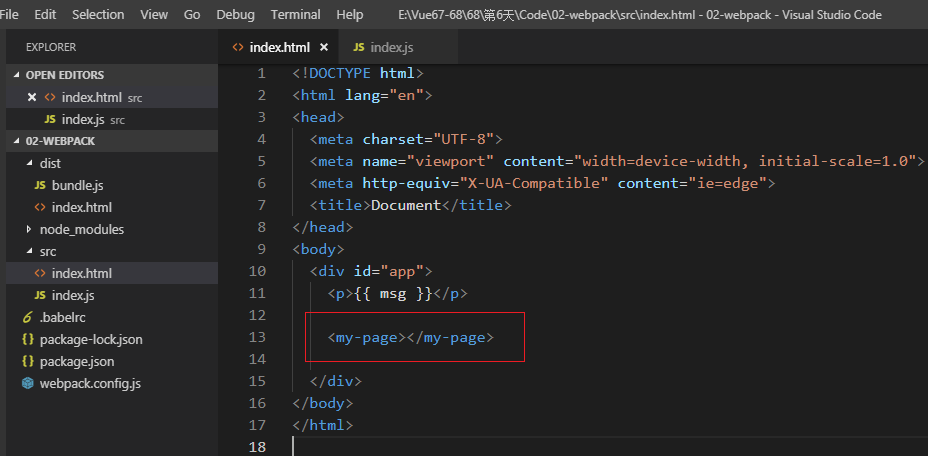 File Edit Selection View Go Debug Terminal Help E:\Vue67-68\68\第6天\Code\02-webpack\src\index.html - 02-webpack - Visual Studio Code
EXPLORER
OPEN EDITORS
index.html src
index.js src
02-WEBPACK
dist
bundle.js
index.html
node_modules
src
index.html
index.js
.babelrc
package-lock.json
package.json
webpack.config.js
index.html index.js
1 <!DOCTYPE html>
2 <html lang="en">
3 <head>
4 <meta charset="UTF-8">
5 <meta name="viewport" content="width=device-width, initial-scale=1.0">
6 <meta http-equiv="X-UA-Compatible" content="ie=edge">
7 <title>Document</title>
8 </head>
9 <body>
10 <div id="app">
11 <p>{{ msg }}</p>
12
13 <my-page></my-page>
14
15 </div>
16 </body>
17 </html>
18